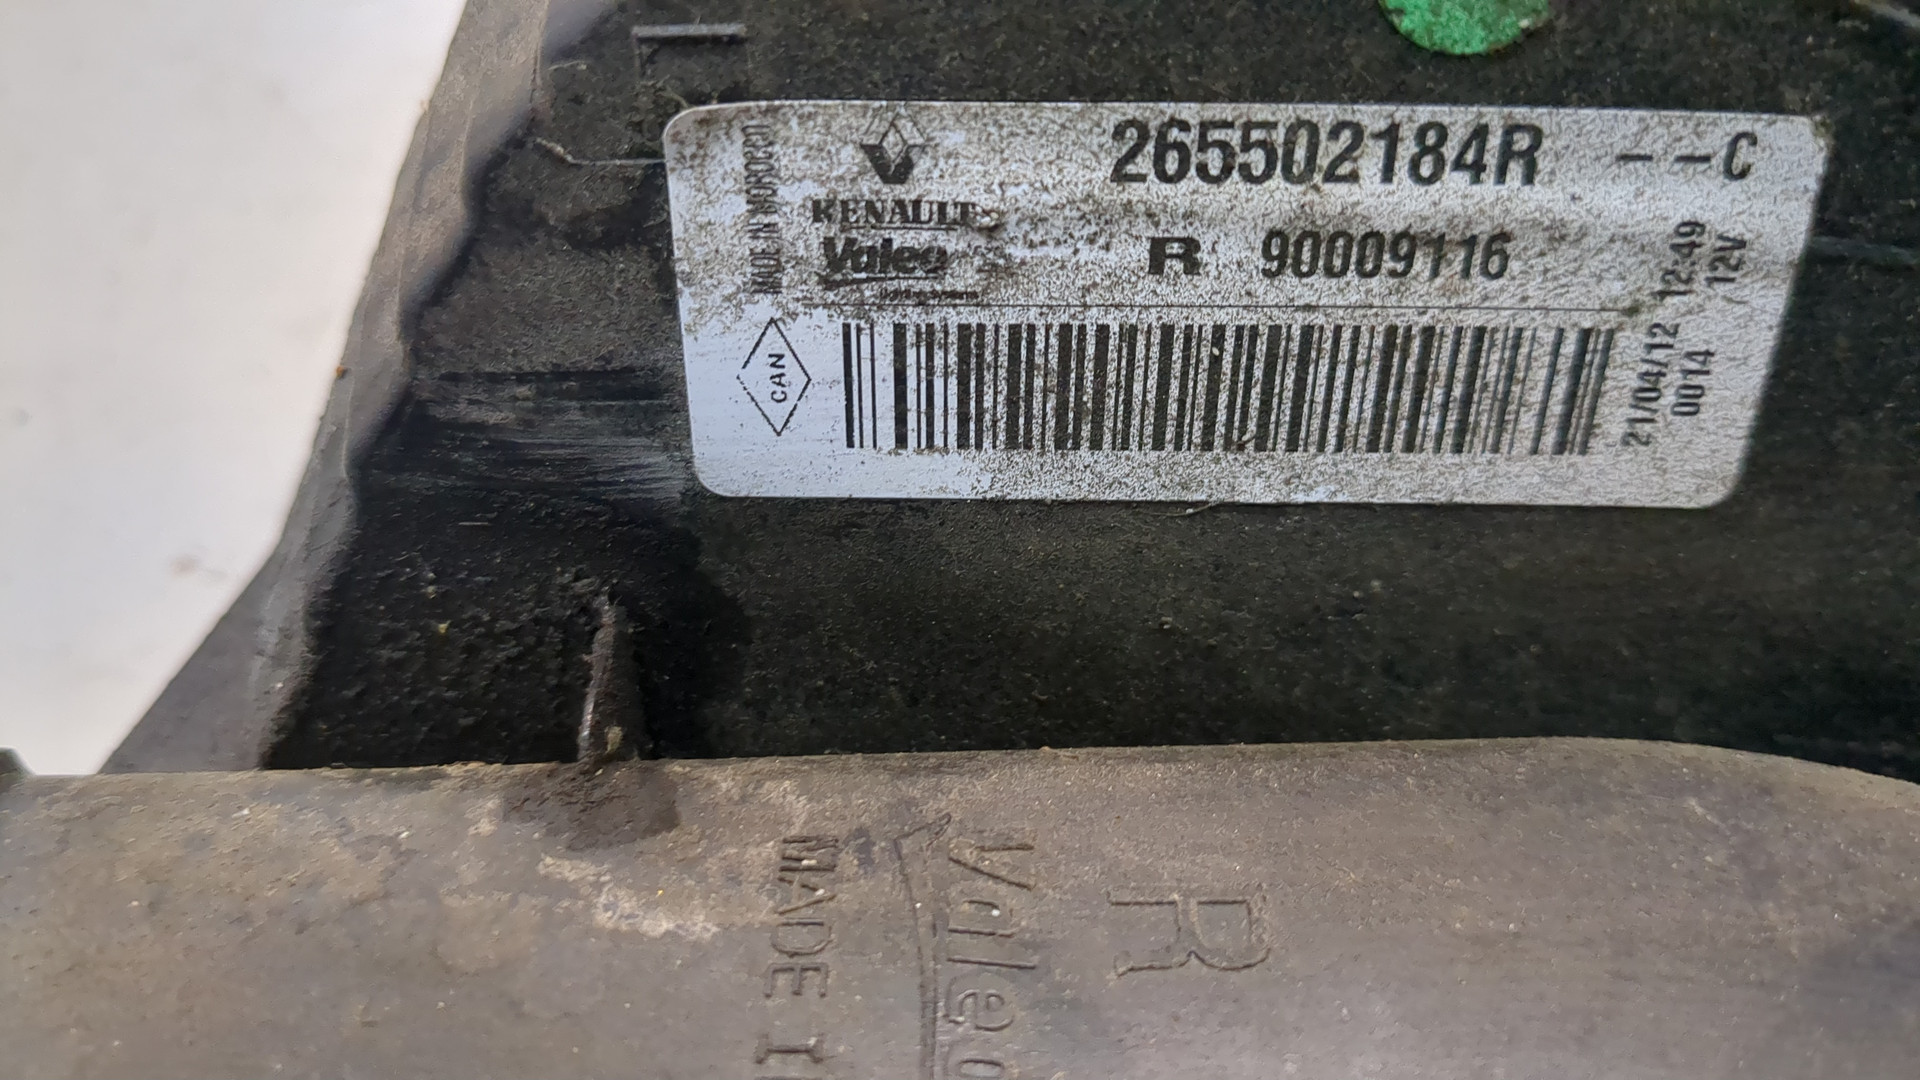 265502184R --C
RENAULT
Valeo
R 90009116
MADE IN MOROCCO
CAN
21/04/12 12:49
0014 /12V
R
Valeo
MADE I